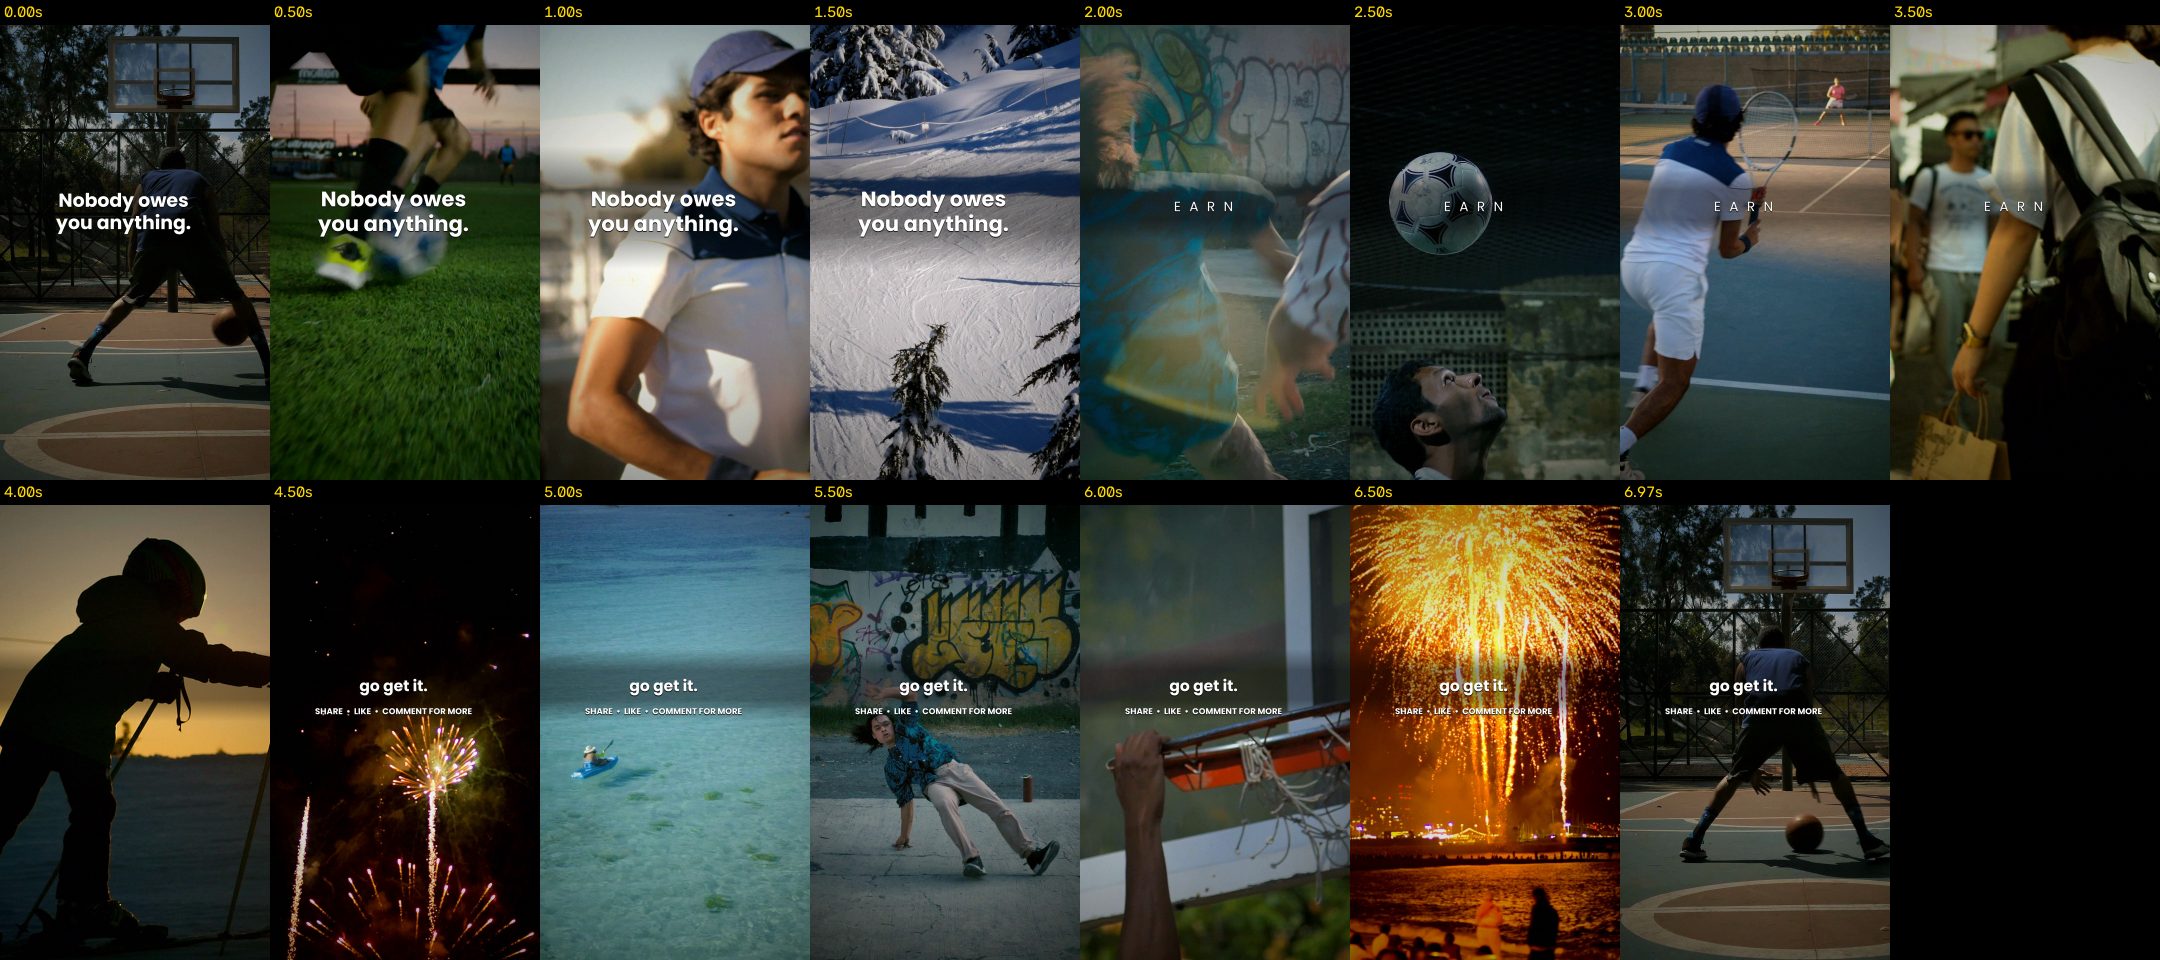 0.00s
0.50s
1.00s
1.50s
2.00s
2.50s
3.00s
3.50s
Nobody owes
you anything.
molten
Nobody owes
you anything.
Nobody owes
you anything.
Nobody owes
you anything.
EARN
EARN
EARN
EARN
4.00s
4.50s
5.00s
5.50s
6.00s
6.50s
6.97s
go get it.
SHARE • LIKE • COMMENT FOR MORE
go get it.
SHARE • LIKE • COMMENT FOR MORE
go get it.
SHARE • LIKE • COMMENT FOR MORE
go get it.
SHARE • LIKE • COMMENT FOR MORE
go get it.
SHARE • LIKE • COMMENT FOR MORE
go get it.
SHARE • LIKE • COMMENT FOR MORE